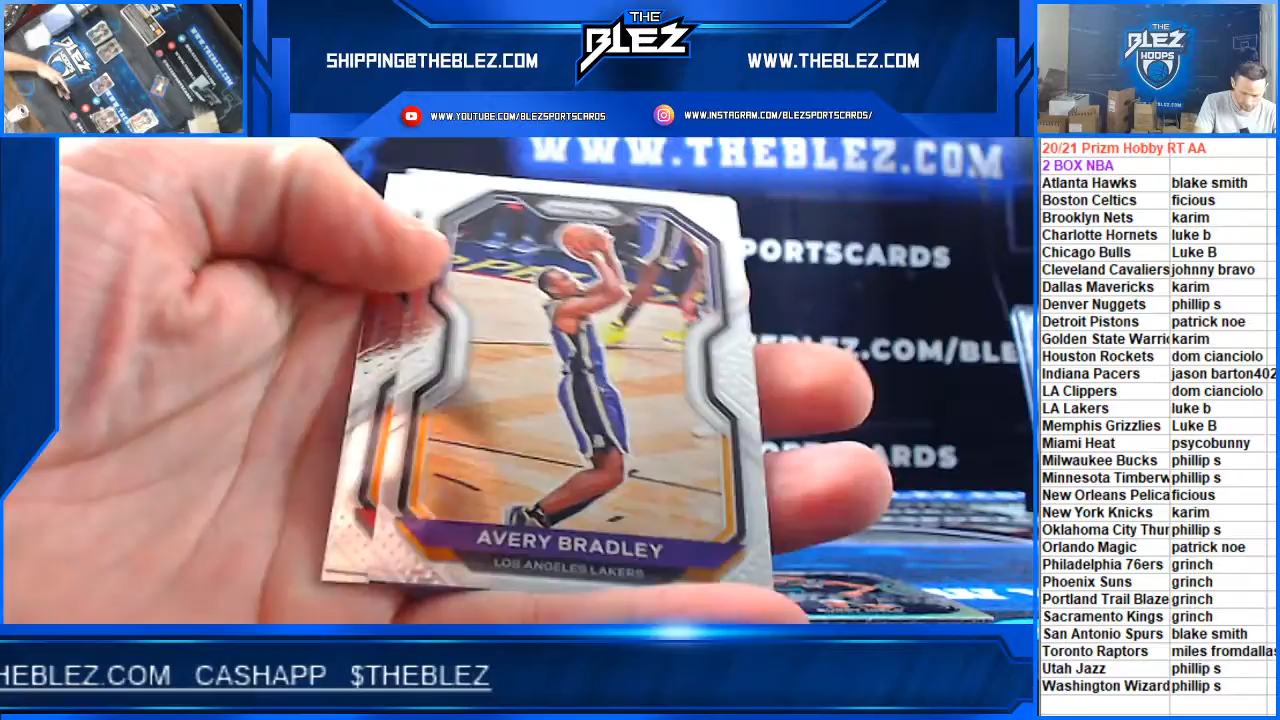 THE
BLEZ
SHIPPING@THEBLEZ.COM
WWW.THEBLEZ.COM
WWW.YOUTUBE.COM/BLEZSPORTSCARDS
WWW.INSTAGRAM.COM/BLEZSPORTSCARDS/
THE
BLEZ
HOOPS
WWW.THEBLEZ.COM
PORTSCARDS
EZ.COM/BLE
ARDS
AVERY BRADLEY
LOS ANGELES LAKERS
20/21 Prizm Hobby RT AA
2 BOX NBA
Atlanta Hawks blake smith
Boston Celtics ficious
Brooklyn Nets karim
Charlotte Hornets luke b
Chicago Bulls Luke B
Cleveland Cavaliers johnny bravo
Dallas Mavericks karim
Denver Nuggets phillip s
Detroit Pistons patrick noe
Golden State Warri karim
Houston Rockets dom cianciolo
Indiana Pacers jason barton402
LA Clippers dom cianciolo
LA Lakers luke b
Memphis Grizzlies Luke B
Miami Heat psycobunny
Milwaukee Bucks phillip s
Minnesota Timberw phillip s
New Orleans Pelica ficious
New York Knicks karim
Oklahoma City Thun phillip s
Orlando Magic patrick noe
Philadelphia 76ers grinch
Phoenix Suns grinch
Portland Trail Blaze grinch
Sacramento Kings grinch
San Antonio Spurs blake smith
Toronto Raptors miles fromdallas
Utah Jazz phillip s
Washington Wizard phillip s
HEBLEZ.COM CASHAPP $THEBLEZ